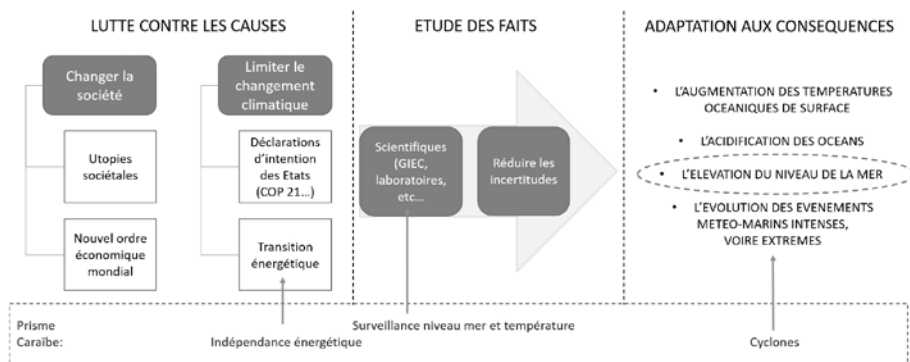 LUTTE CONTRE LES CAUSES
Changer la
société
Utopies
sociétales
Nouvel ordre
économique
mondial
Limiter le
changement
climatique
Déclarations
d'intention
des Etats
(COP 21...)
Transition
énergétique
ETUDE DES FAITS
Scientifiques
(GIEC,
laboratoires,
etc...
Réduire les
incertitudes
ADAPTATION AUX CONSEQUENCES
• L'AUGMENTATION DES TEMPERATURES
OCEANIQUES DE SURFACE
• L'ACIDIFICATION DES OCEANS
• L'ELEVATION DU NIVEAU DE LA MER
• L'EVOLUTION DES EVENEMENTS
METEO-MARINS INTENSES,
VOIRE EXTREMES
Prisme
Caraïbe:
Indépendance énergétique
Surveillance niveau mer et température
Cyclones